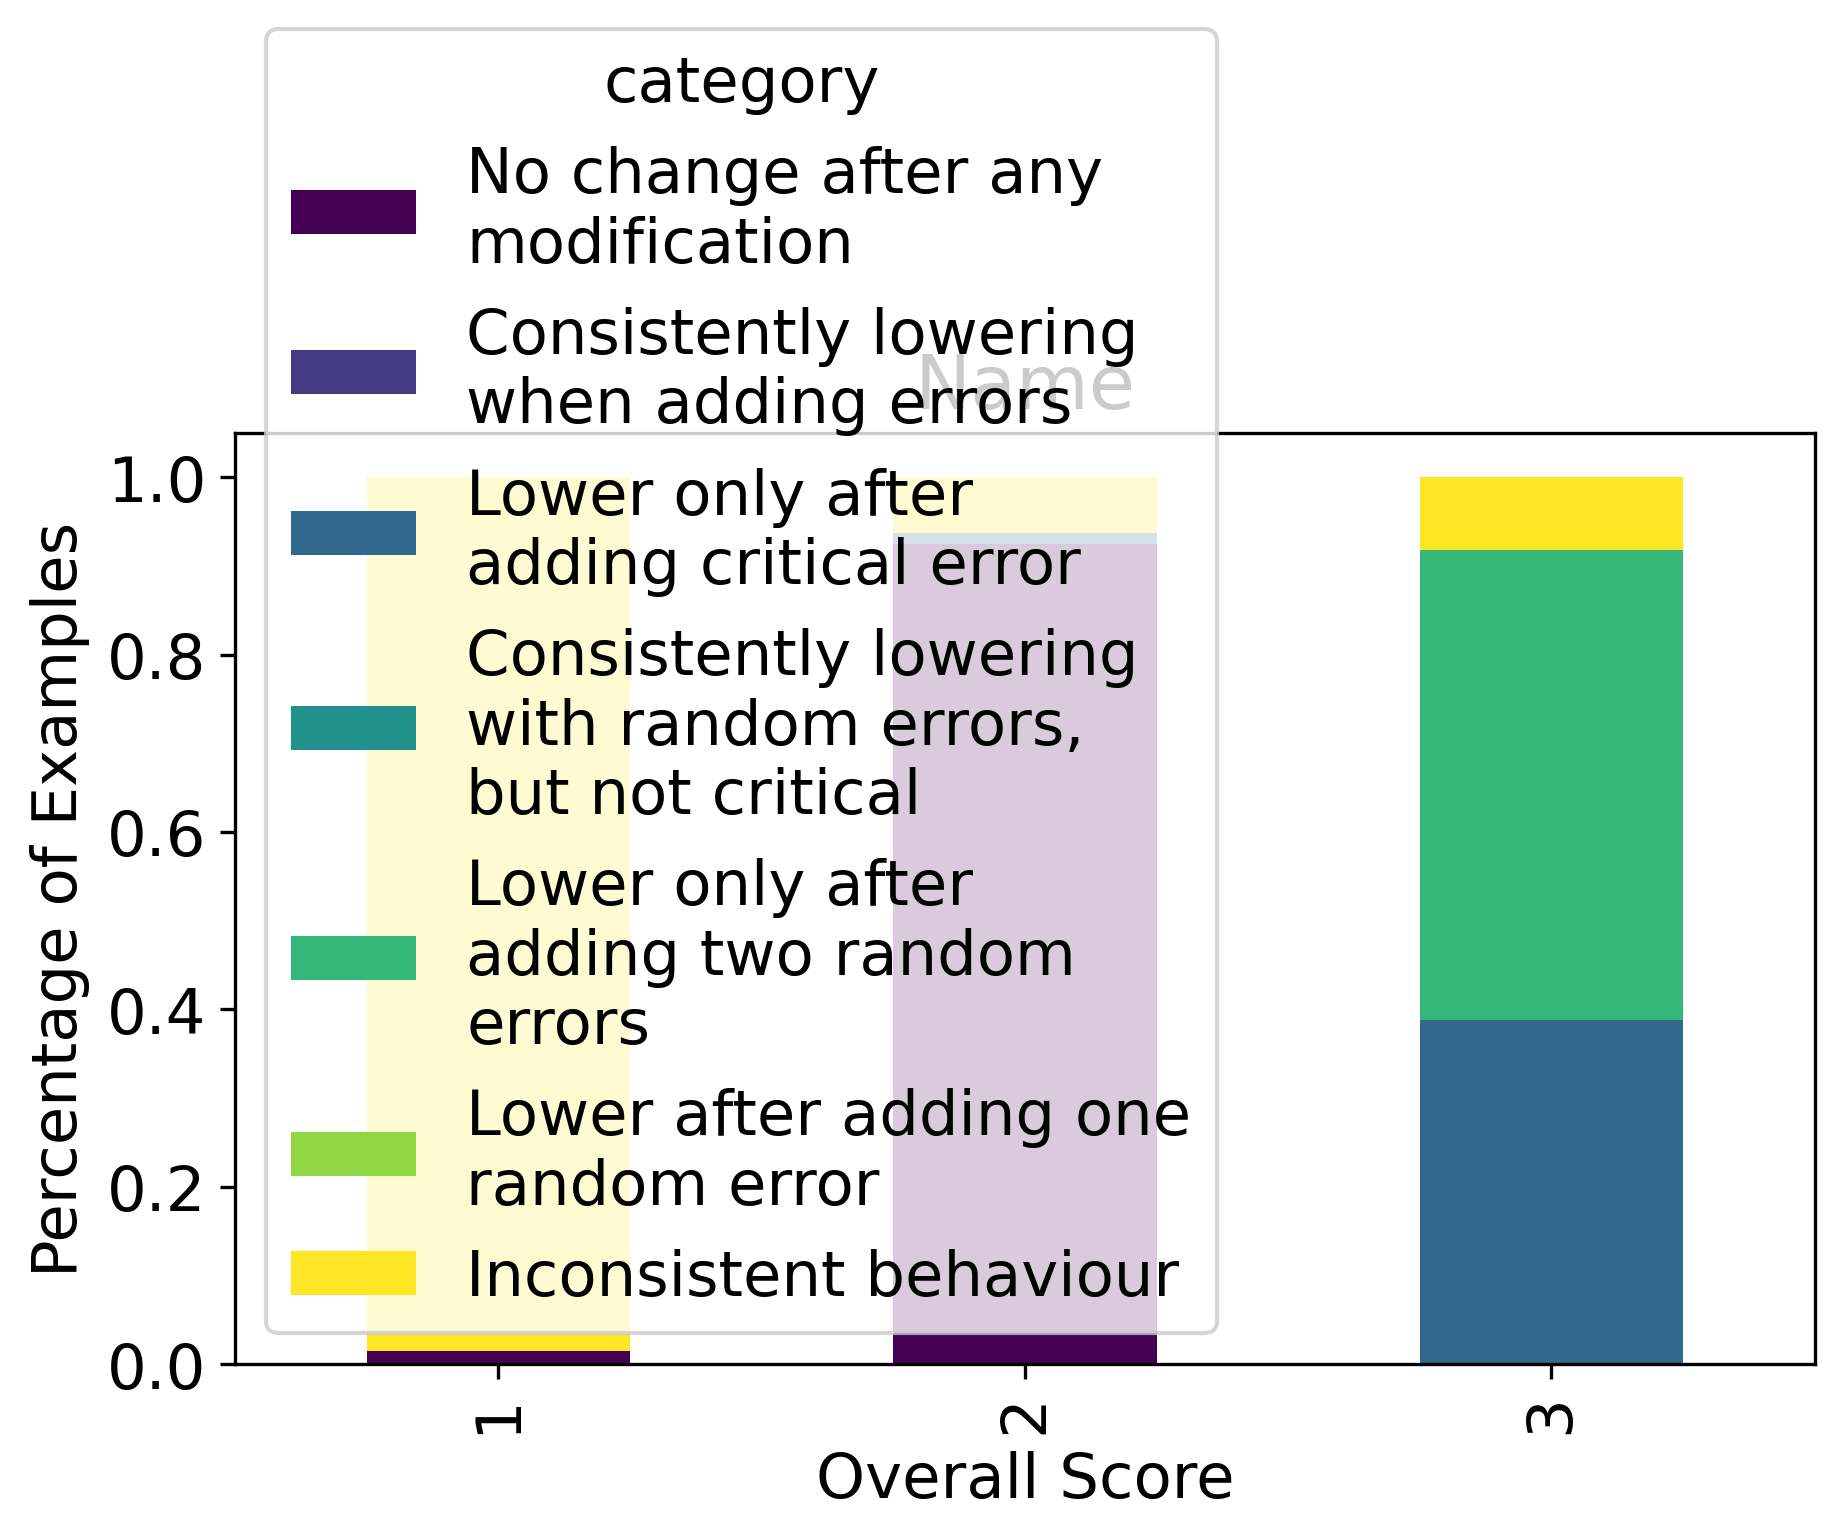 category
No change after any
modification
Consistently lowering
when adding errors
Name
Lower only after
adding critical error
Consistently lowering
with random errors,
but not critical
Lower only after
adding two random
errors
Lower after adding one
random error
Inconsistent behaviour
1.0
0.8
0.6
0.4
0.2
0.0
Percentage of Examples
1
2
3
Overall Score